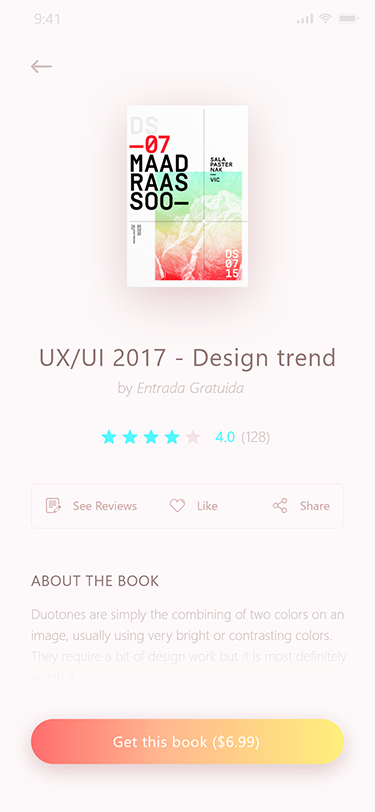 9:41
DS
—07
MAAD
RAAS
SOO—
SALA
PASTER
NAK
—
VIC
DS
07
15
UX/UI 2017 - Design trend
by Entrada Gratuida
4.0 (128)
See Reviews
Like
Share
ABOUT THE BOOK
Duotones are simply the combining of two colors on an
image, usually using very bright or contrasting colors.
They require a bit of design work but it is most definitely
worth it
Get this book ($6.99)